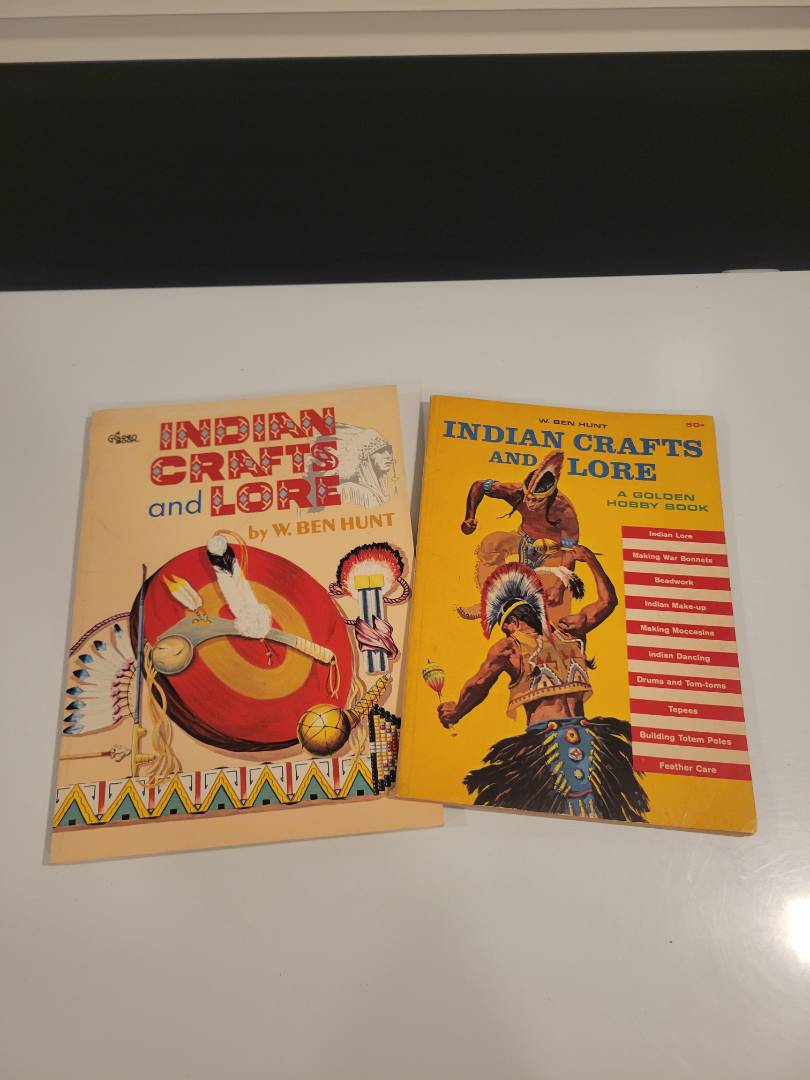 A GOLDEN
BOOK
INDIAN
CRAFTS
and LORE
by W. BEN HUNT
W. BEN HUNT
50¢
INDIAN CRAFTS
AND LORE
A GOLDEN
HOBBY BOOK
Indian Lore
Making War Bonnets
Beadwork
Indian Make-up
Making Moccasins
Indian Dancing
Drums and Tom-toms
Tepees
Building Totem Poles
Feather Care